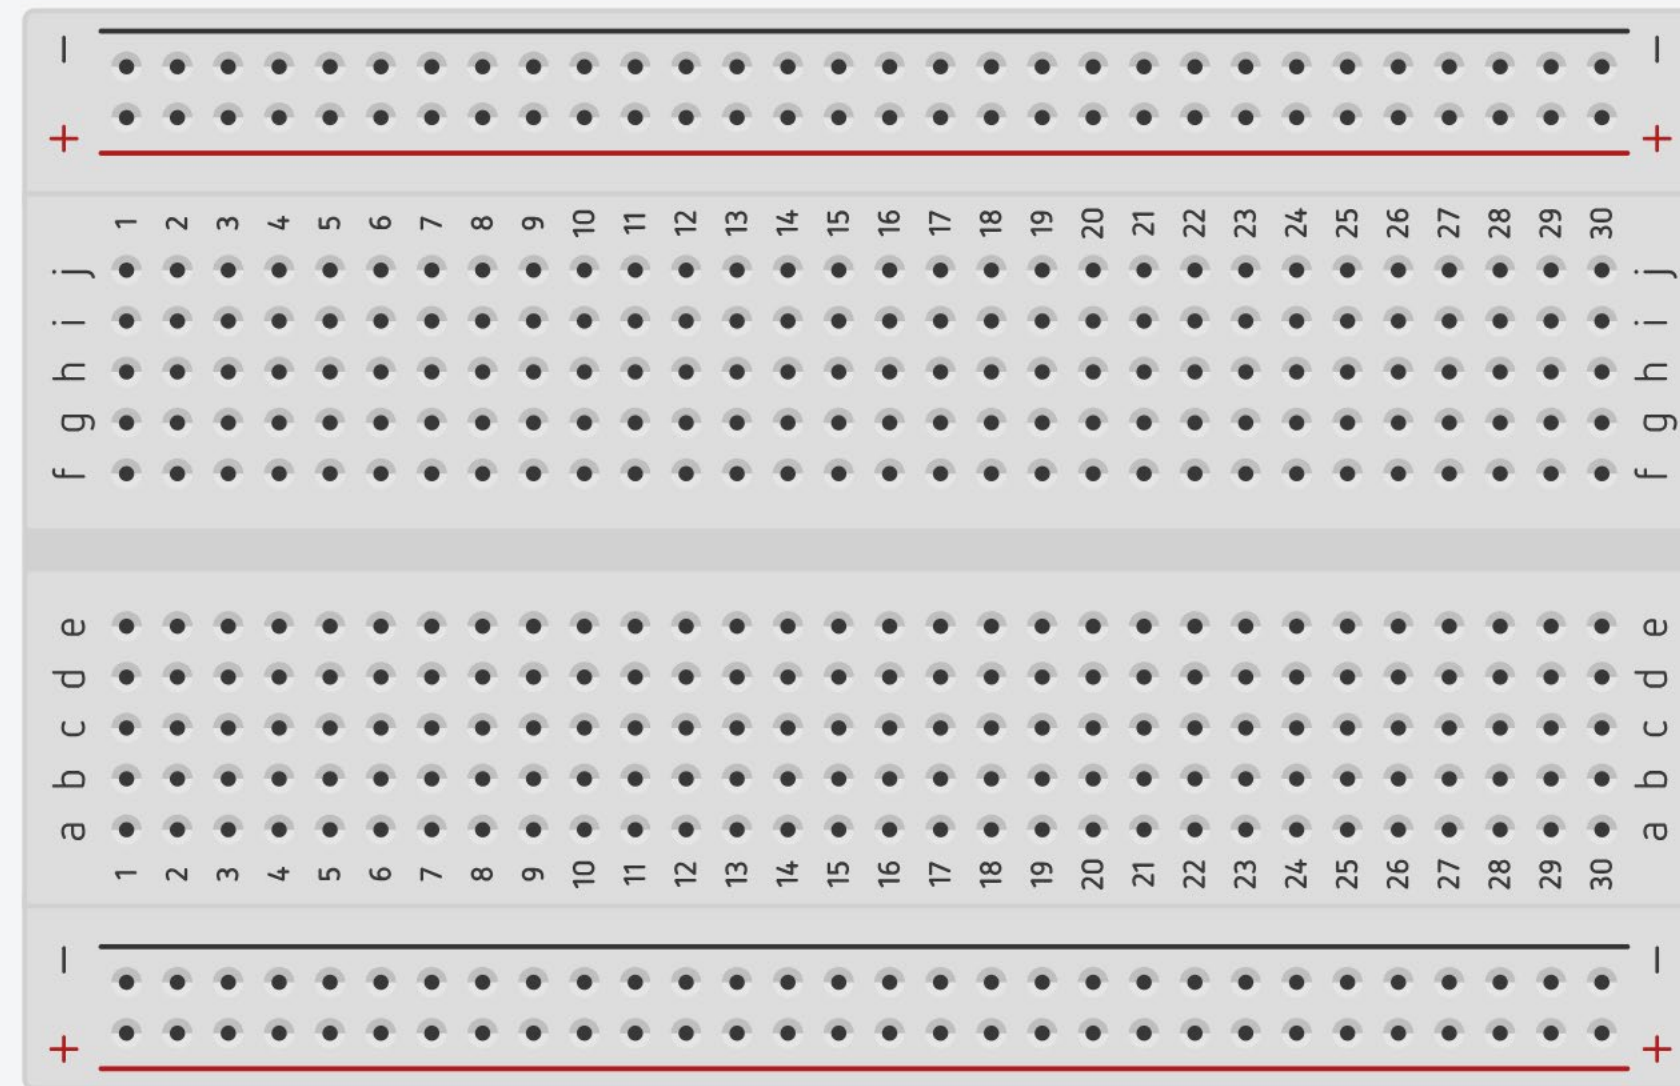 − −
+ +
1 2 3 4 5 6 7 8 9 10 11 12 13 14 15 16 17 18 19 20 21 22 23 24 25 26 27 28 29 30
j j
i i
h h
g g
f f
e e
d d
c c
b b
a a
1 2 3 4 5 6 7 8 9 10 11 12 13 14 15 16 17 18 19 20 21 22 23 24 25 26 27 28 29 30
− −
+ +